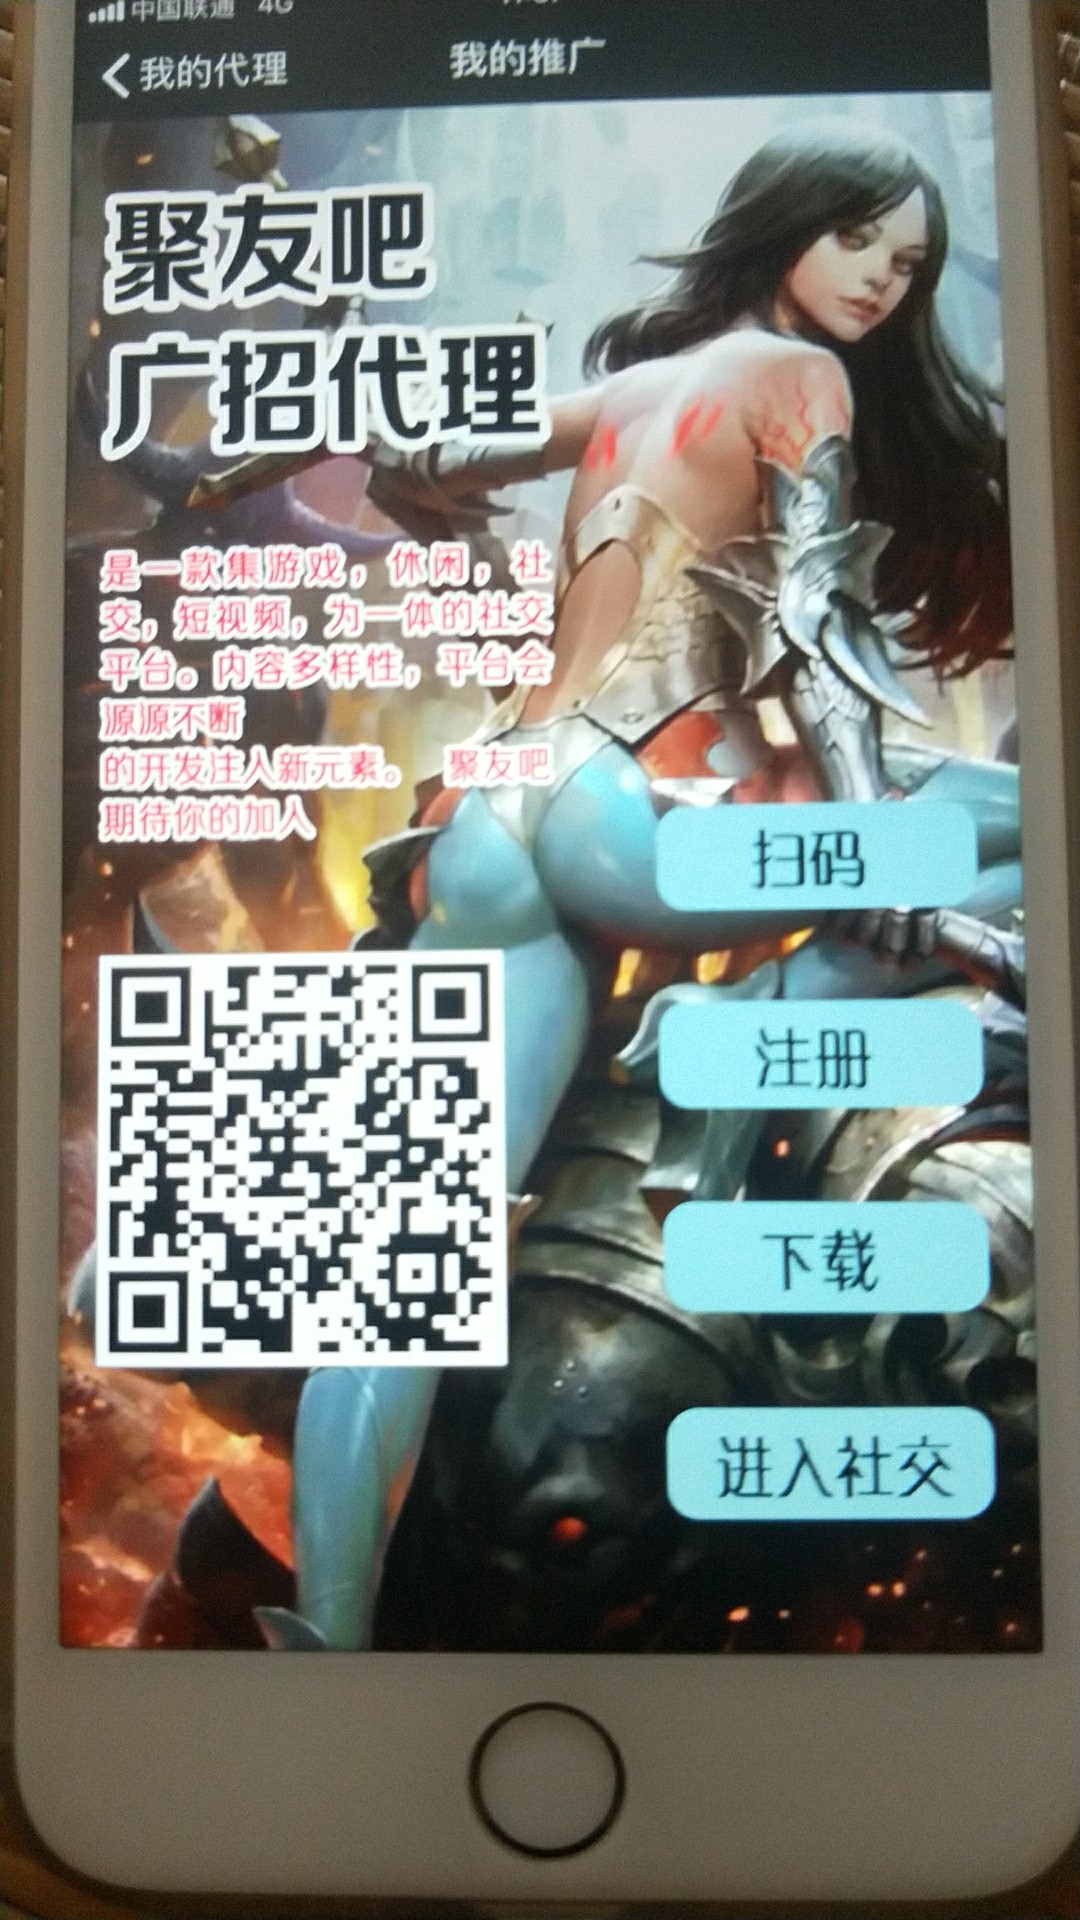 中国联通 4G
我的代理
我的推广
聚友吧
广招代理
是一款集游戏，休闲，社
交，短视频，为一体的社交
平台。内容多样性，平台会
源源不断
的开发注入新元素。 聚友吧
期待你的加入
扫码
注册
下载
进入社交